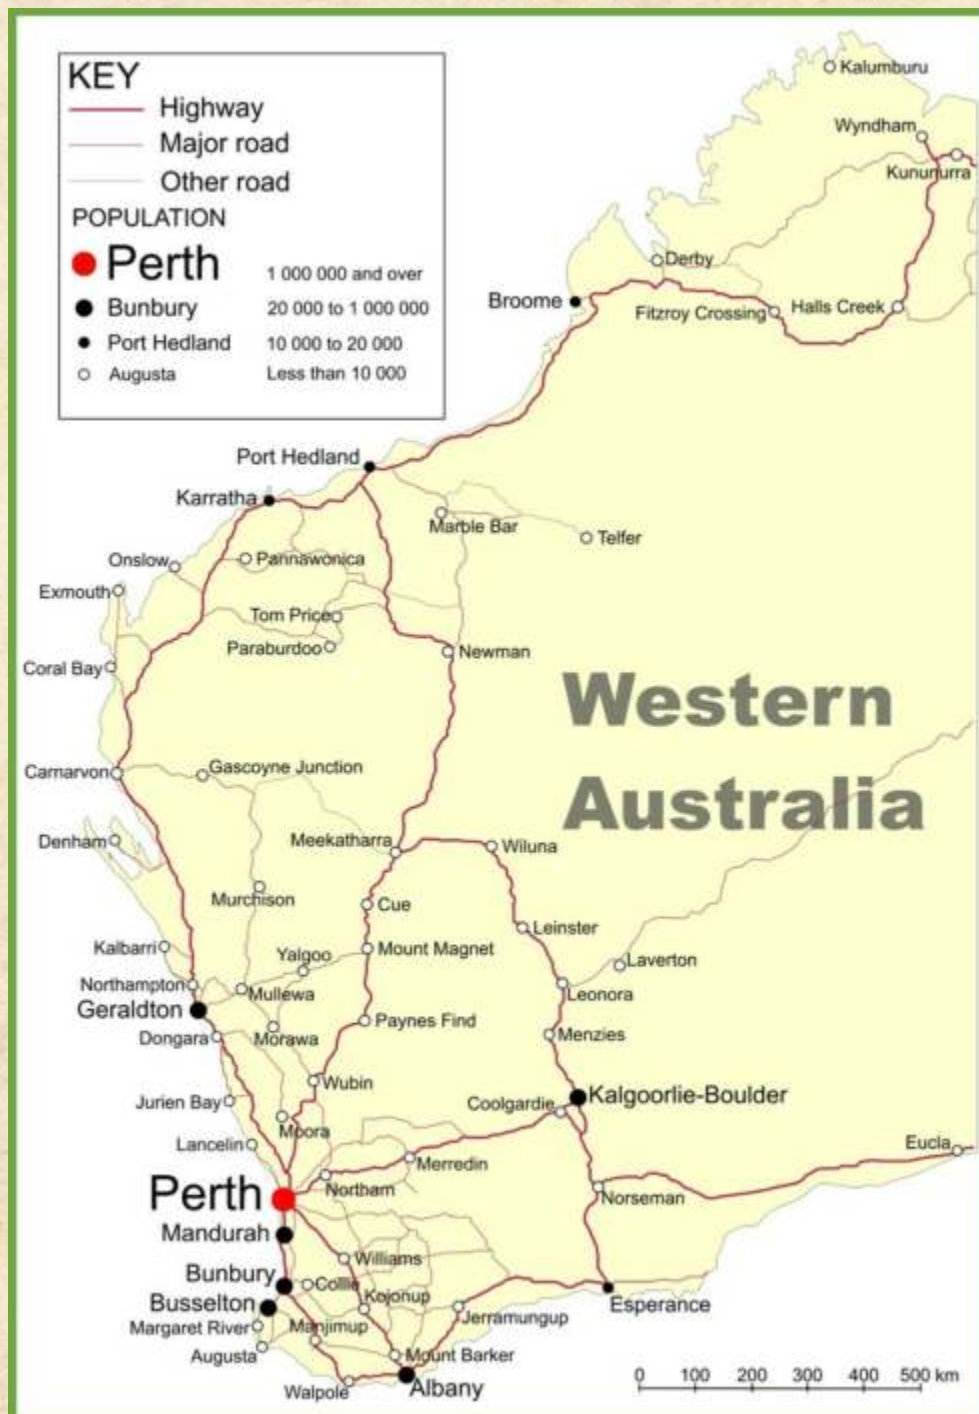 KEY
Highway
Major road
Other road
POPULATION
Perth 1 000 000 and over
Bunbury 20 000 to 1 000 000
Port Hedland 10 000 to 20 000
Augusta Less than 10 000
Kalumburu
Wyndham
Kununurra
Derby
Broome
Fitzroy Crossing
Halls Creek
Port Hedland
Karratha
Marble Bar
Telfer
Onslow
Pannawonica
Exmouth
Tom Price
Paraburdoo
Newman
Coral Bay
Western
Australia
Carnarvon
Gascoyne Junction
Denham
Meekatharra
Wiluna
Murchison
Cue
Leinster
Kalbarri
Yalgoo
Mount Magnet
Laverton
Northampton
Mullewa
Leonora
Geraldton
Dongara
Morawa
Paynes Find
Menzies
Wubin
Kalgoorlie-Boulder
Jurien Bay
Coolgardie
Moora
Lancelin
Eucla
Merredin
Perth
Northam
Norseman
Mandurah
Williams
Bunbury
Collie
Busselton
Kojonup
Esperance
Margaret River
Manjimup
Jerramungup
Augusta
Mount Barker
Walpole
Albany
0 100 200 300 400 500 km